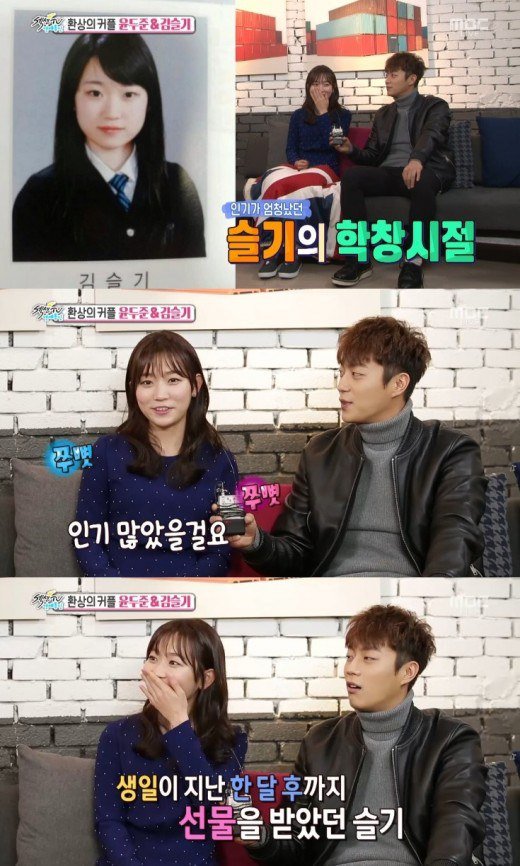 환상의 커플 윤두준&김슬기
MBC
김슬기
인기가 엄청났던
슬기의 학창시절
환상의 커플 윤두준&김슬기
MBC
쭈뼛
쭈뼛
인기 많았을걸요
환상의 커플 윤두준&김슬기
MBC
생일이 지난 한 달 후까지
선물을 받았던 슬기